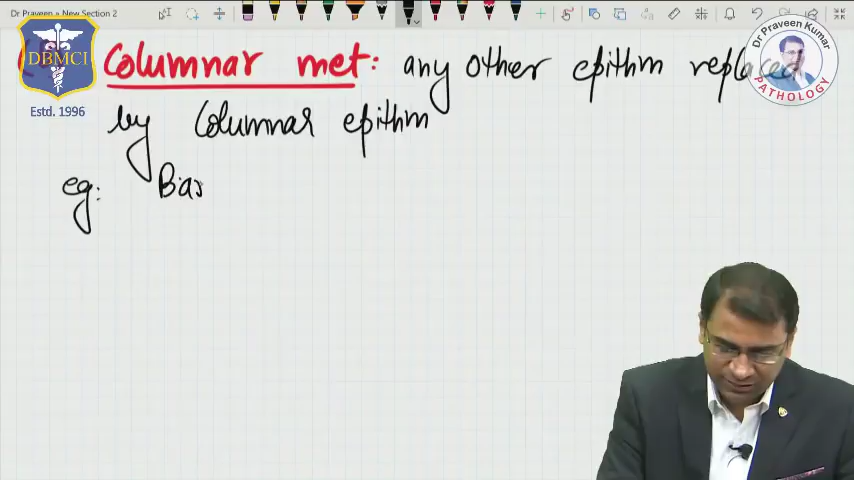 Dr Praveen » New Section 2
DBMCI
Estd. 1996
Dr Praveen Kumar
PATHOLOGY
Columnar met: any other epithm replaced
by Columnar epithm
eg: Bar